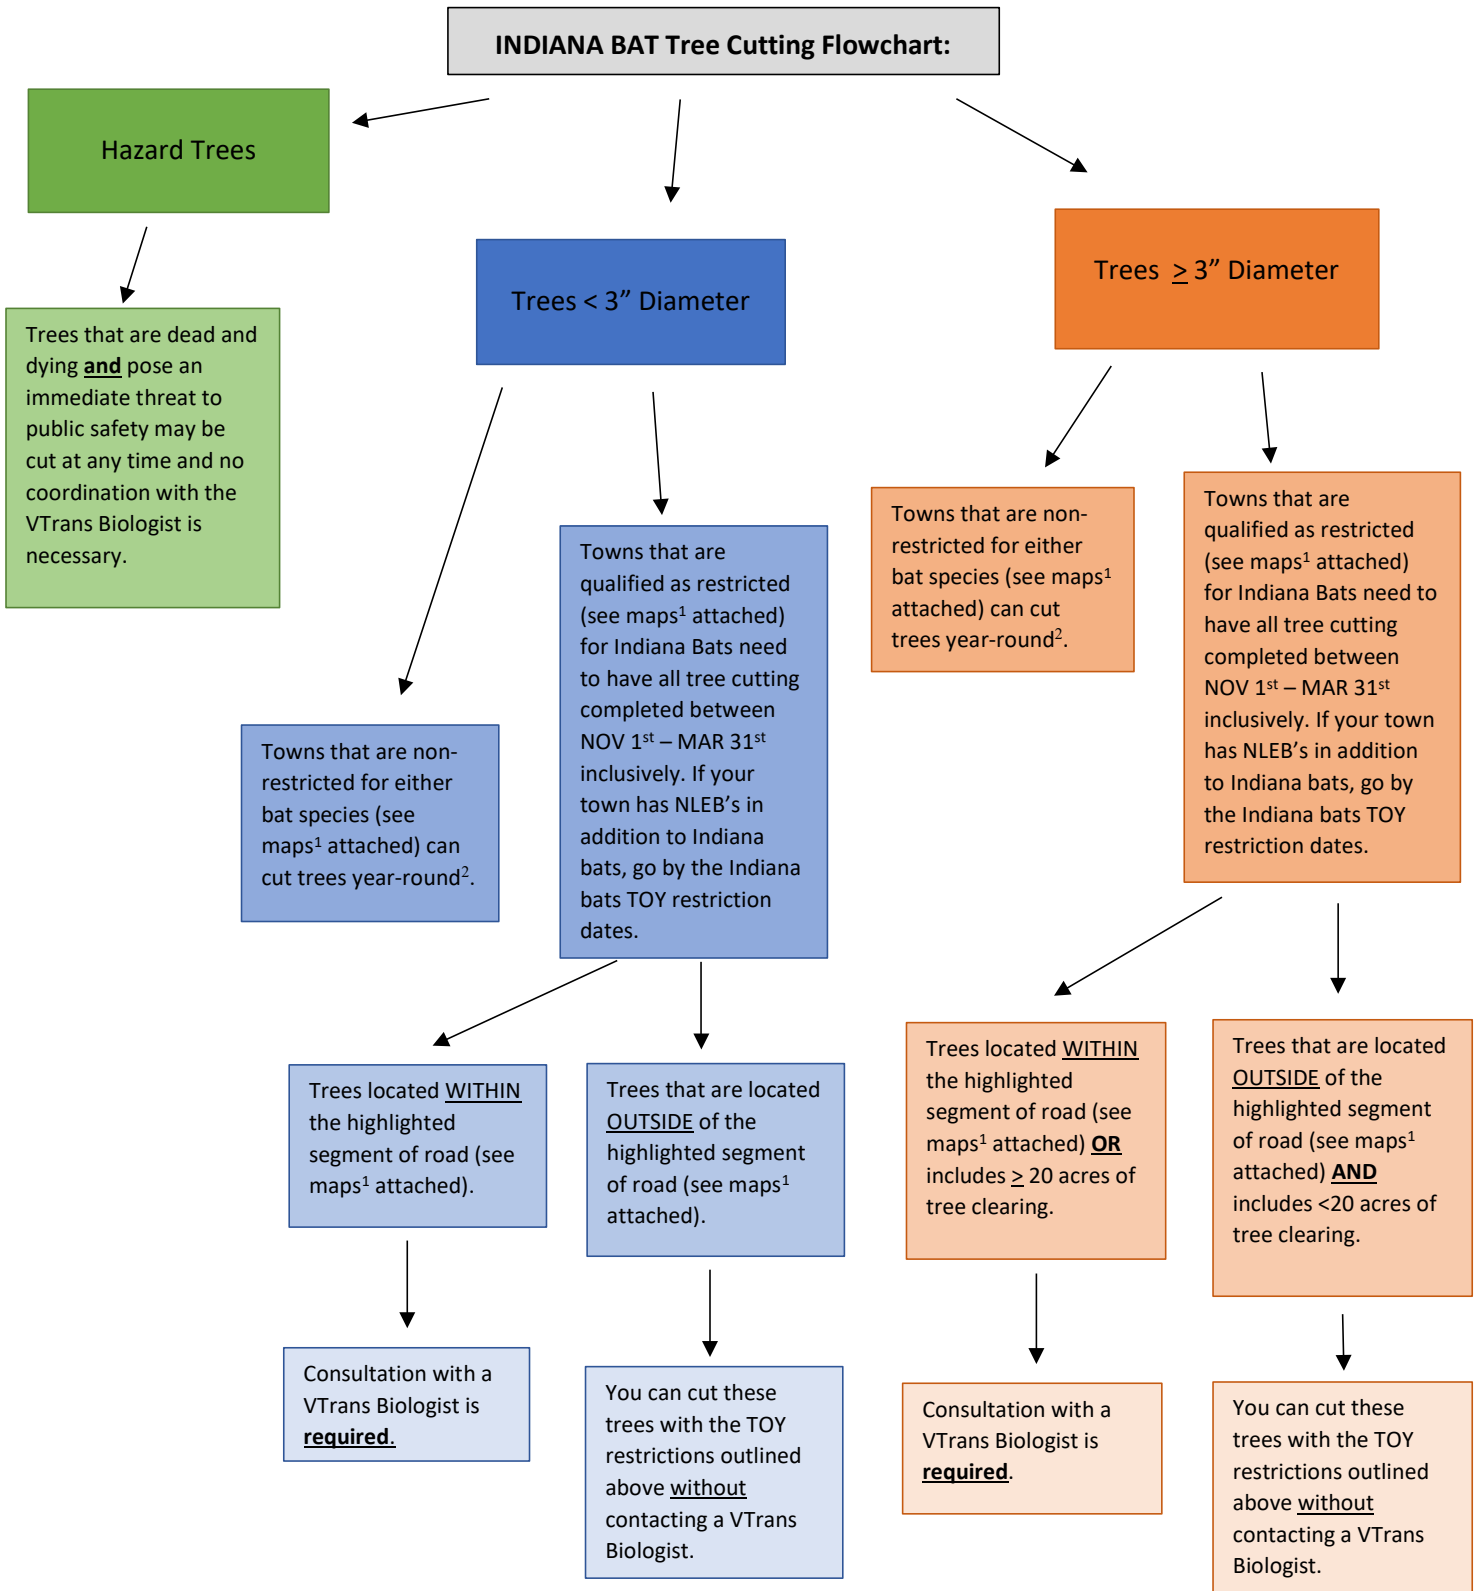 INDIANA BAT Tree Cutting Flowchart:
Hazard Trees
Trees that are dead and
dying and pose an
immediate threat to
public safety may be
cut at any time and no
coordination with the
VTrans Biologist is
necessary.
Trees < 3” Diameter
Towns that are non-
restricted for either
bat species (see
maps¹ attached) can
cut trees year-round².
Towns that are
qualified as restricted
(see maps¹ attached)
for Indiana Bats need
to have all tree cutting
completed between
NOV 1st – MAR 31st
inclusively. If your
town has NLEB’s in
addition to Indiana
bats, go by the Indiana
bats TOY restriction
dates.
Trees located WITHIN
the highlighted
segment of road (see
maps¹ attached).
Consultation with a
VTrans Biologist is
required.
Trees that are located
OUTSIDE of the
highlighted segment
of road (see maps¹
attached).
You can cut these
trees with the TOY
restrictions outlined
above without
contacting a VTrans
Biologist.
Trees ≥ 3” Diameter
Towns that are non-
restricted for either
bat species (see maps¹
attached) can cut
trees year-round².
Towns that are
qualified as restricted
(see maps¹ attached)
for Indiana Bats need to
have all tree cutting
completed between
NOV 1st – MAR 31st
inclusively. If your town
has NLEB’s in addition
to Indiana bats, go by
the Indiana bats TOY
restriction dates.
Trees located WITHIN
the highlighted
segment of road (see
maps¹ attached) OR
includes ≥ 20 acres of
tree clearing.
Consultation with a
VTrans Biologist is
required.
Trees that are located
OUTSIDE of the
highlighted segment
of road (see maps¹
attached) AND
includes <20 acres of
tree clearing.
You can cut these
trees with the TOY
restrictions outlined
above without
contacting a VTrans
Biologist.